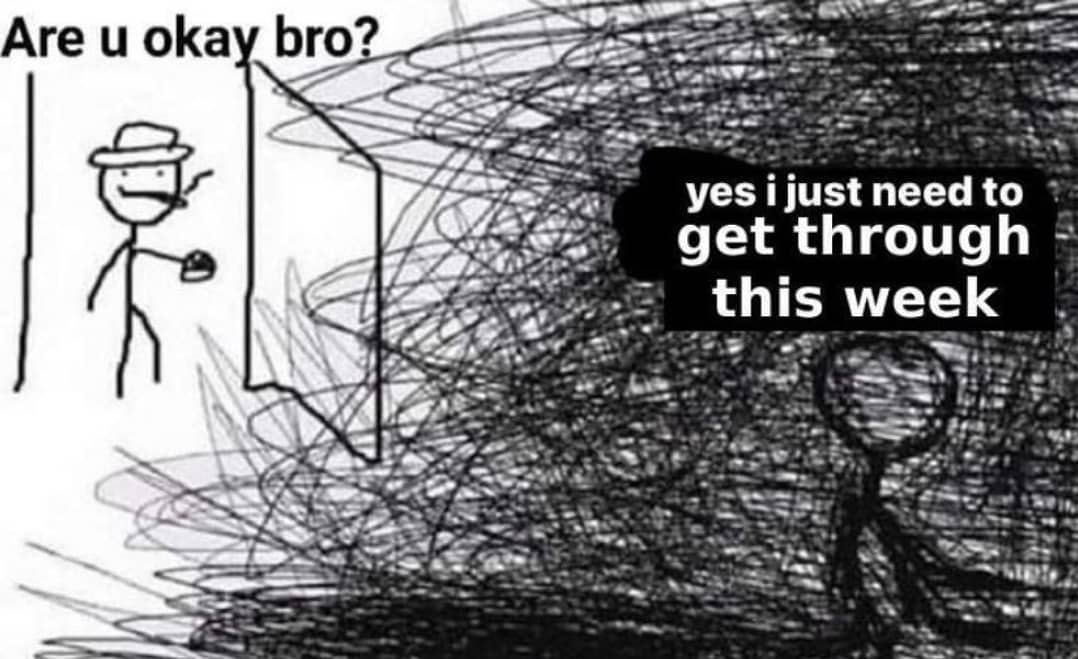 Are u okay bro?
yes i just need to
get through
this week